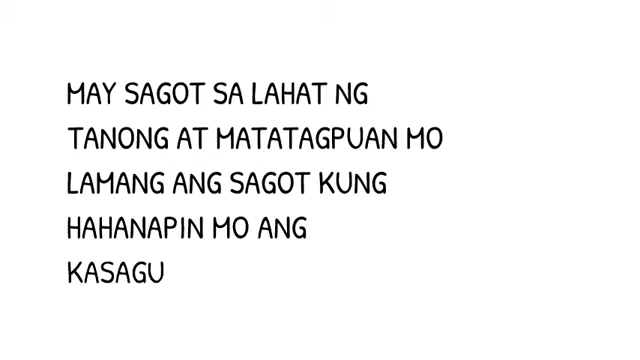 MAY SAGOT SA LAHAT NG
TANONG AT MATATAGPUAN MO
LAMANG ANG SAGOT KUNG
HAHANAPIN MO ANG
KASAGU